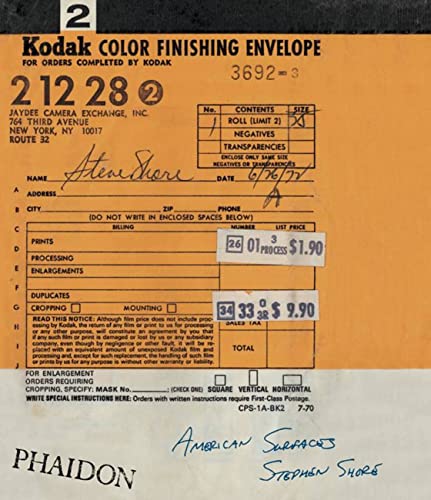 2
Kodak COLOR FINISHING ENVELOPE
FOR ORDERS COMPLETED BY KODAK
3692-3
2 12 28 2
JAYDEE CAMERA EXCHANGE, INC.
764 THIRD AVENUE
NEW YORK, NY 10017
ROUTE 32
No. CONTENTS SIZE
1 ROLL (LIMIT 2) X
NEGATIVES
TRANSPARENCIES
ENCLOSE ONLY SAME SIZE
NEGATIVES OR TRANSPARENCIES
NAME Steve Shore DATE 6/26/72
ADDRESS A
CITY ZIP PHONE
(DO NOT WRITE IN ENCLOSED SPACES BELOW)
BILLING NUMBER LIST PRICE
PRINTS 26 01 3 PROCESS $1.90
PROCESSING
ENLARGEMENTS
DUPLICATES
CROPPING MOUNTING 34 33 0 3R $ 9.90
SALES TAX
READ THIS NOTICE: Although film price does not include processing
by Kodak, the return of any film or print to us for processing
or any other purpose, will constitute an agreement by you that
if any such film or print is damaged or lost by us or any subsidiary
company, even though by negligence or other fault, it will be re-
placed with an equivalent amount of unexposed Kodak film and
processing and, except for such replacement, the handling of such film
or prints by us for any purpose is without other warranty or liability.
TOTAL
A
B
C
D
E
F
G
H
I
J
FOR ENLARGEMENT
ORDERS REQUIRING
CROPPING, SPECIFY: MASK No. ; (CHECK ONE) SQUARE VERTICAL HORIZONTAL
WRITE SPECIAL INSTRUCTIONS HERE: Orders with written instructions require First-Class Postage.
CPS-1A-BK2 7-70
AMERICAN SURFACES
STEPHEN SHORE
PHAIDON